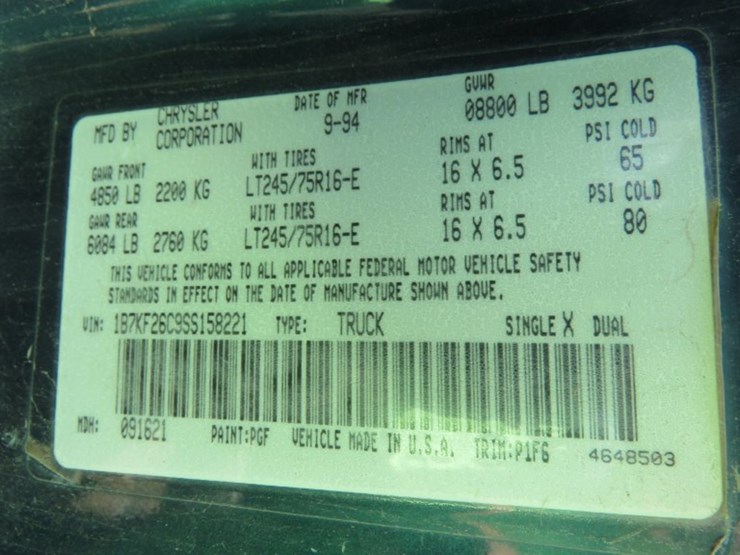 MFD BY CHRYSLER CORPORATION DATE OF MFR 9-94 GVWR 08800 LB 3992 KG
GAWR FRONT WITH TIRES RIMS AT PSI COLD
4850 LB 2200 KG LT245/75R16-E 16 X 6.5 65
GAWR REAR WITH TIRES RIMS AT PSI COLD
6084 LB 2760 KG LT245/75R16-E 16 X 6.5 80
THIS VEHICLE CONFORMS TO ALL APPLICABLE FEDERAL MOTOR VEHICLE SAFETY
STANDARDS IN EFFECT ON THE DATE OF MANUFACTURE SHOWN ABOVE.
VIN: 1B7KF26C9SS158221 TYPE: TRUCK SINGLE X DUAL
MDH: 091621 PAINT:PGF VEHICLE MADE IN U.S.A. TRIM:P1F6 4648503